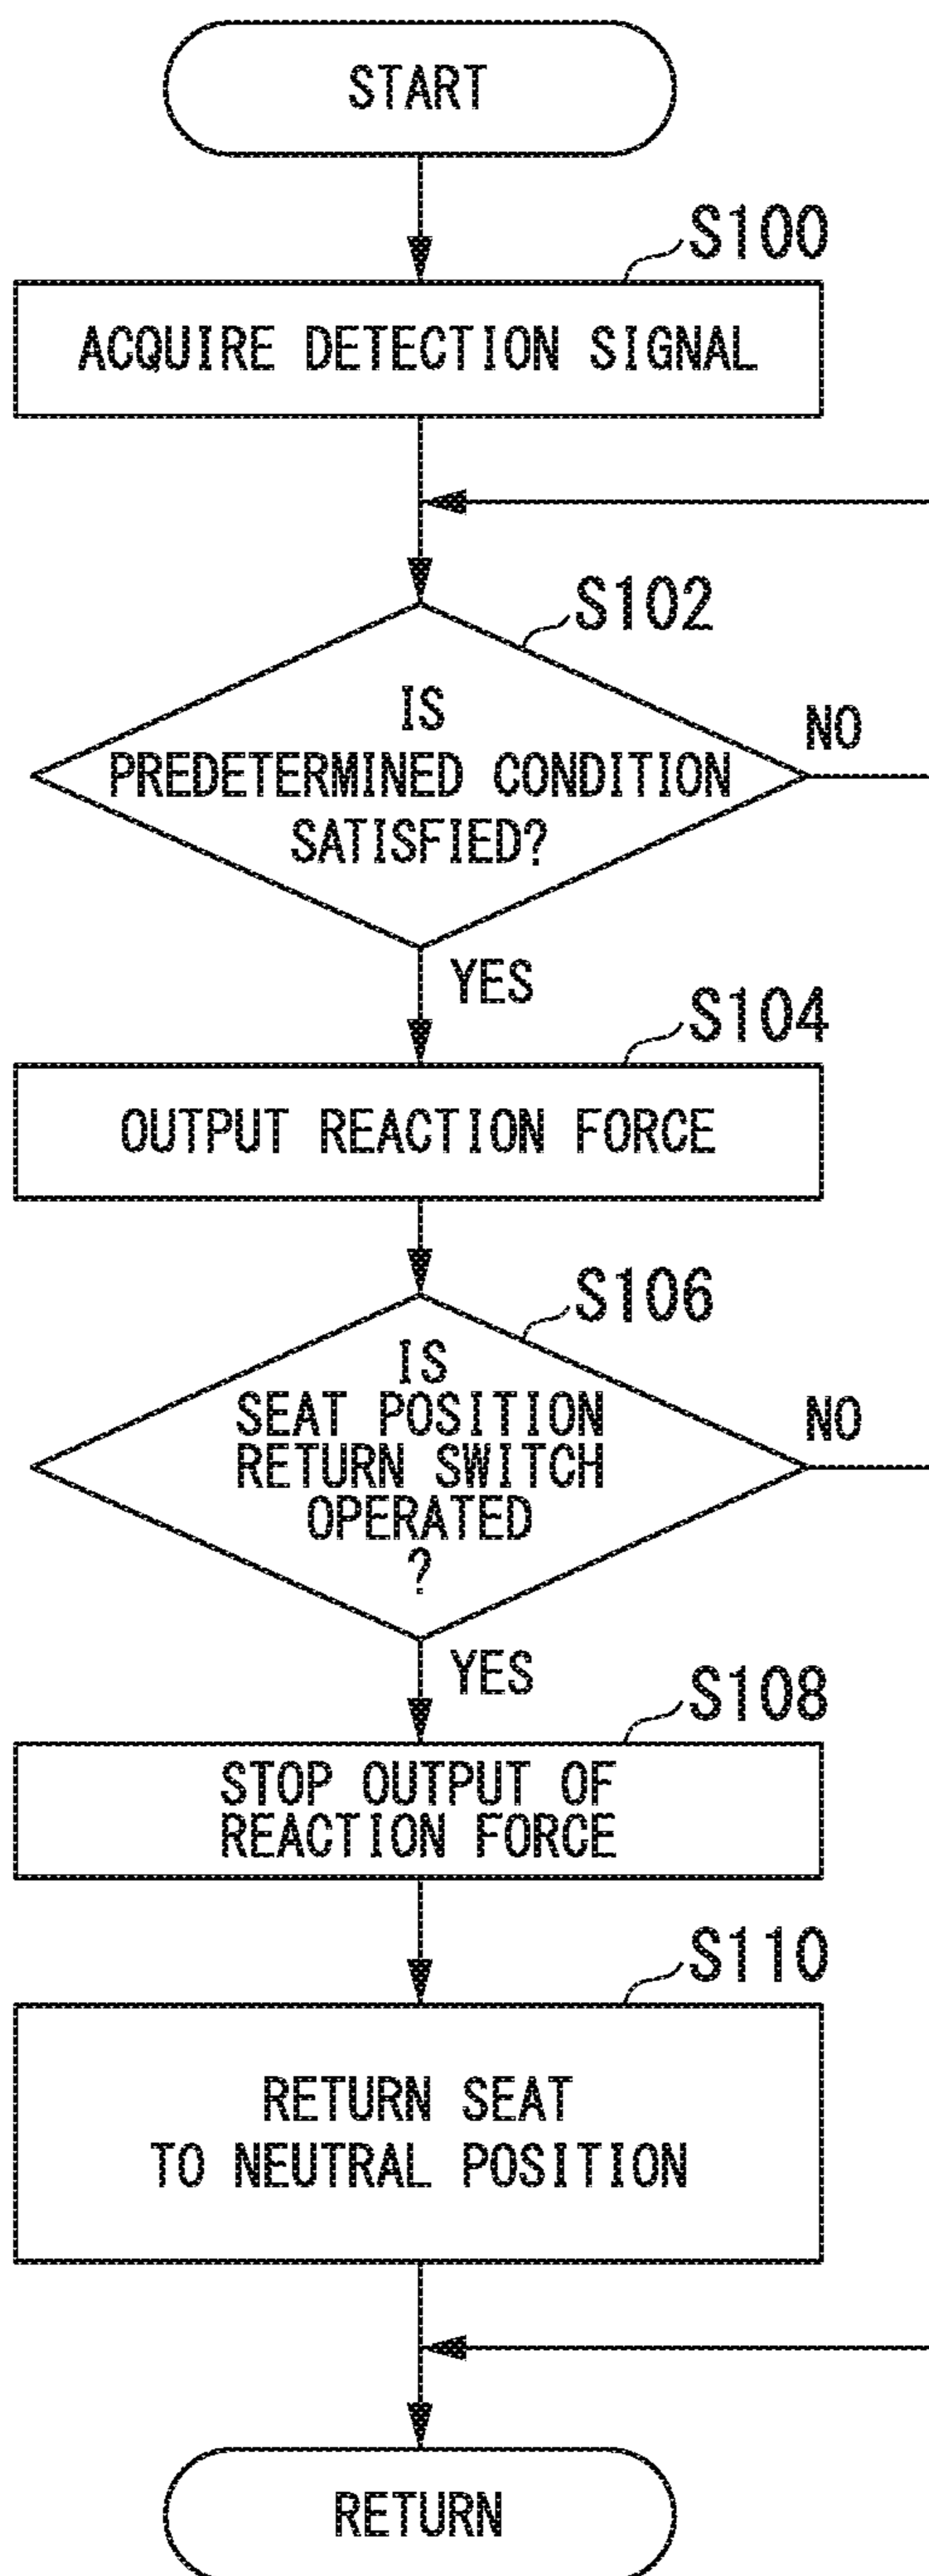 START
S100
ACQUIRE DETECTION SIGNAL
S102
IS
PREDETERMINED CONDITION
SATISFIED?
NO
YES
S104
OUTPUT REACTION FORCE
S106
IS
SEAT POSITION
RETURN SWITCH
OPERATED
?
NO
YES
S108
STOP OUTPUT OF
REACTION FORCE
S110
RETURN SEAT
TO NEUTRAL POSITION
RETURN